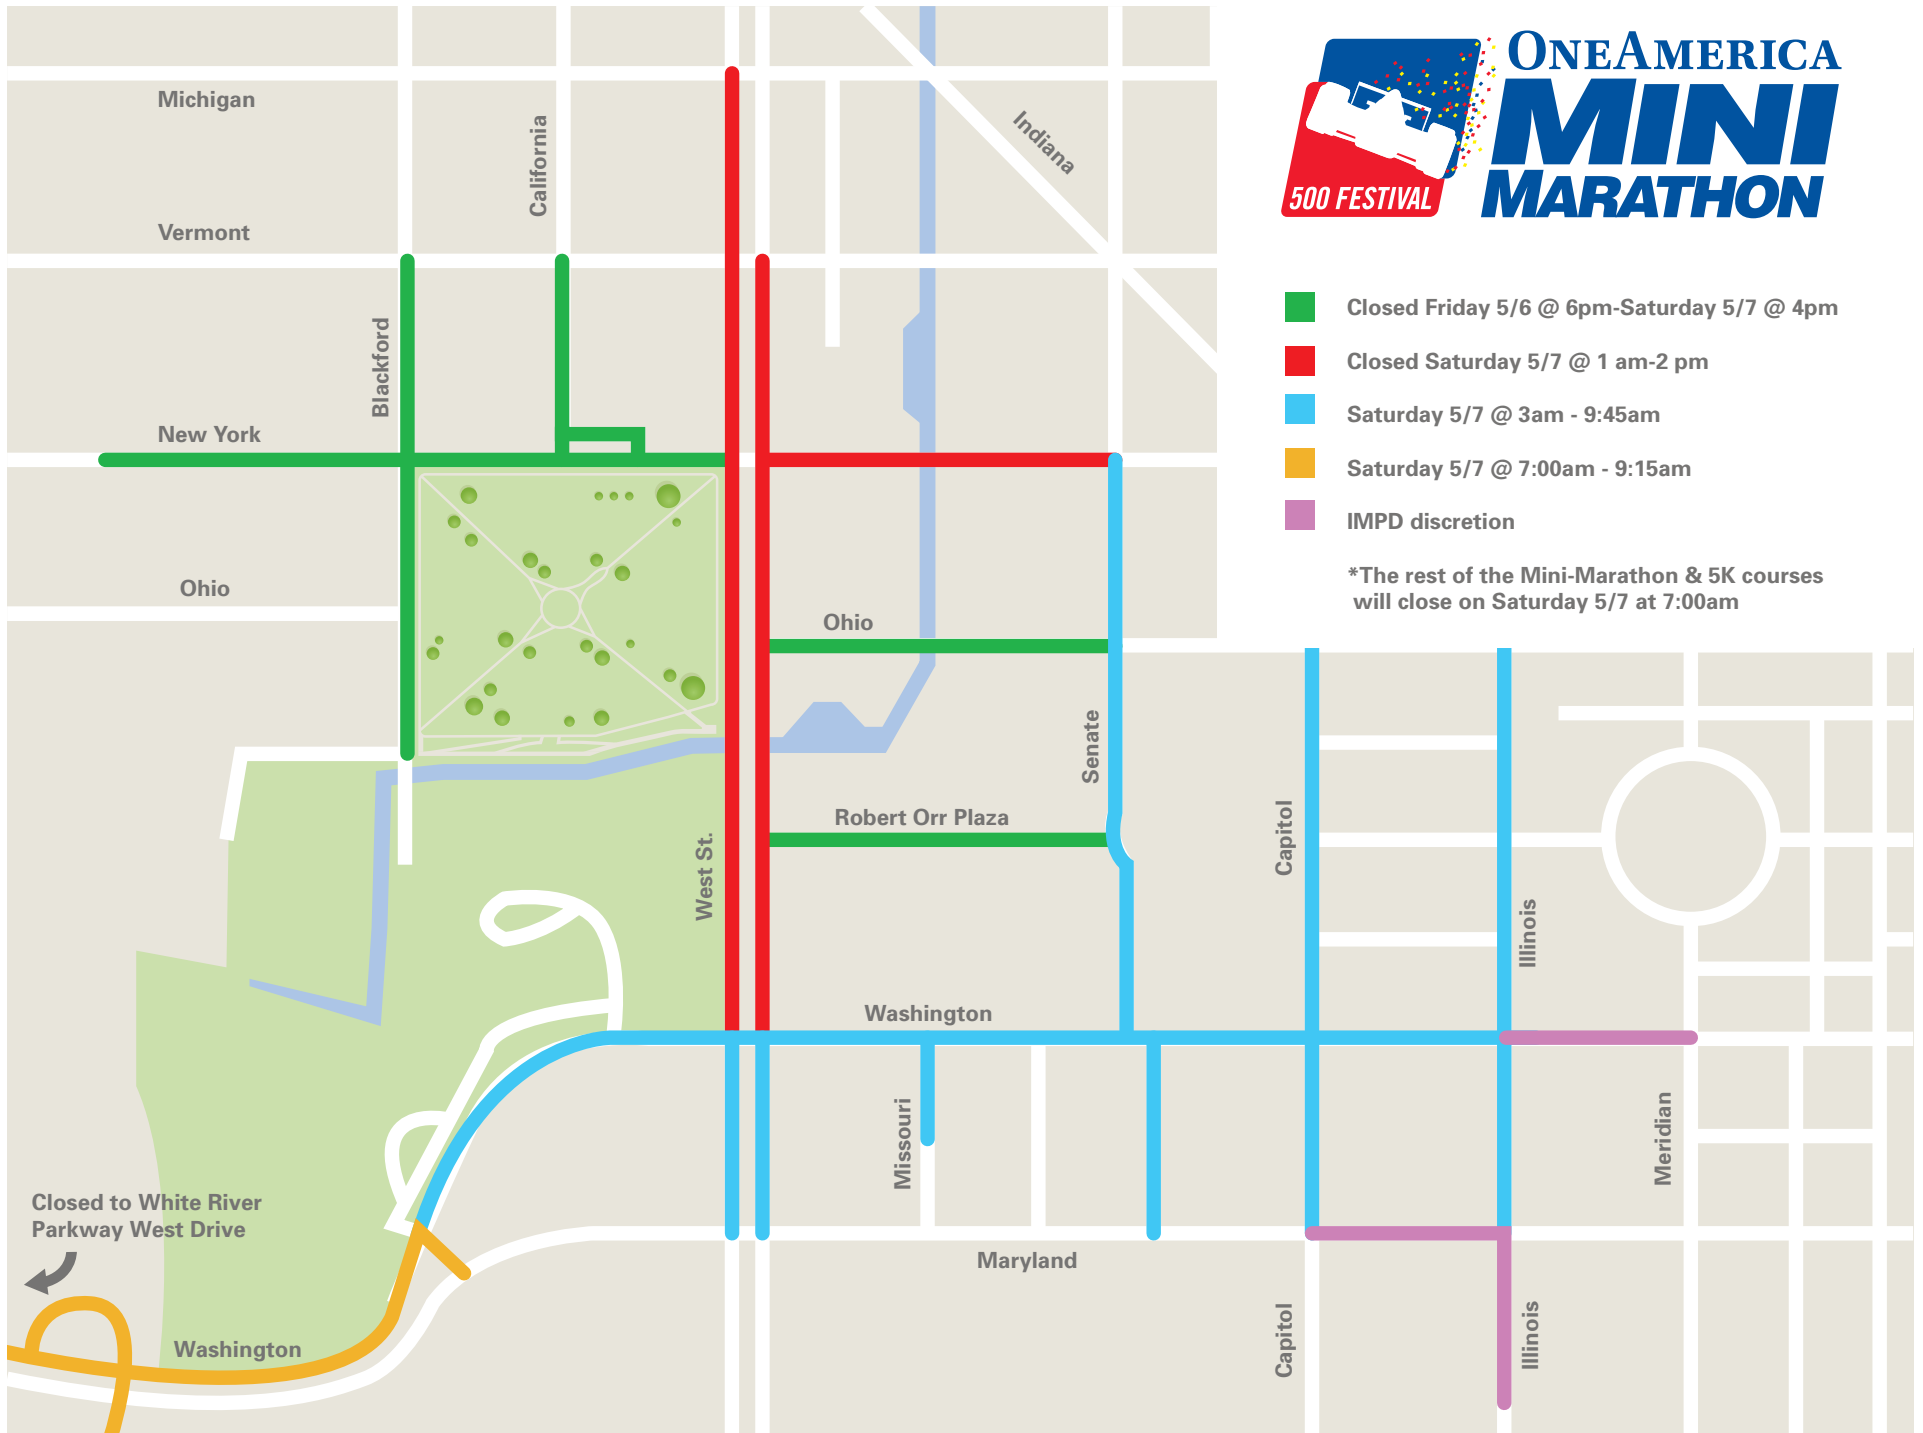 ONEAMERICA
MINI
MARATHON
500 FESTIVAL
Closed Friday 5/6 @ 6pm-Saturday 5/7 @ 4pm
Closed Saturday 5/7 @ 1 am-2 pm
Saturday 5/7 @ 3am - 9:45am
Saturday 5/7 @ 7:00am - 9:15am
IMPD discretion
*The rest of the Mini-Marathon & 5K courses
will close on Saturday 5/7 at 7:00am
Michigan
California
Indiana
Vermont
Blackford
New York
Ohio
Ohio
Senate
Robert Orr Plaza
Capitol
West St.
Illinois
Washington
Missouri
Meridian
Closed to White River
Parkway West Drive
Maryland
Capitol
Illinois
Washington